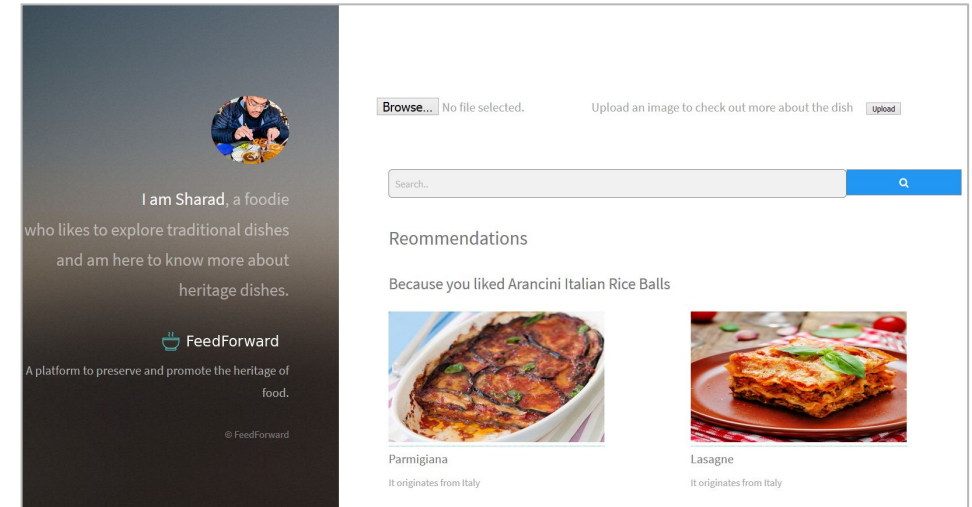 I am Sharad, a foodie
who likes to explore traditional dishes
and am here to know more about
heritage dishes.
FeedForward
A platform to preserve and promote the heritage of
food.
© FeedForward
Browse... No file selected. Upload an image to check out more about the dish Upload
Search..
Reommendations
Because you liked Arancini Italian Rice Balls
Parmigiana
It originates from Italy
Lasagne
It originates from Italy